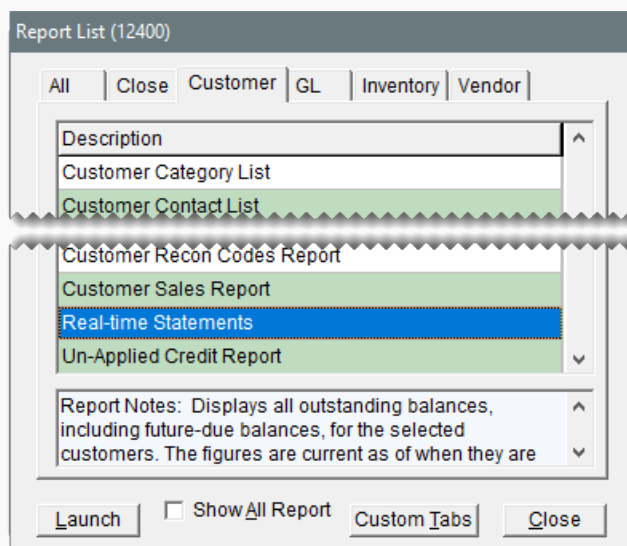 Report List (12400)
All Close Customer GL Inventory Vendor
Description
Customer Category List
Customer Contact List
Customer Recon Codes Report
Customer Sales Report
Real-time Statements
Un-Applied Credit Report
Report Notes: Displays all outstanding balances,
including future-due balances, for the selected
customers. The figures are current as of when they are
Launch Show All Report Custom Tabs Close